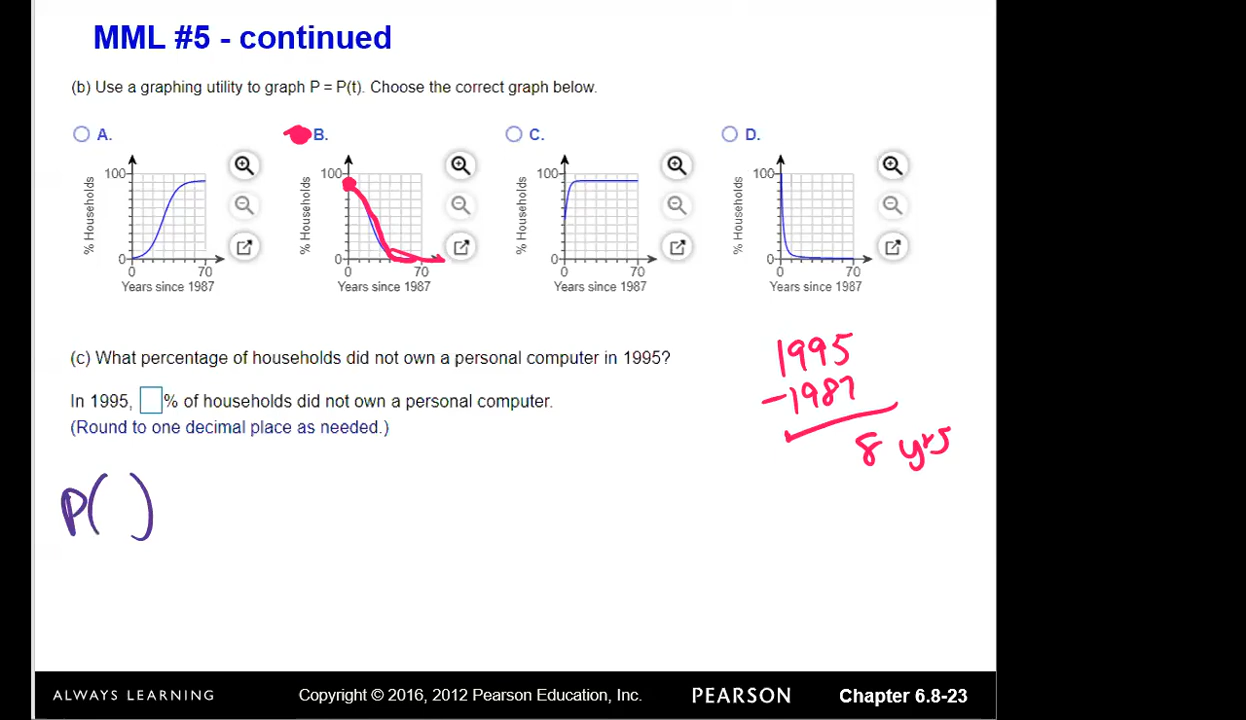 MML #5 - continued
(b) Use a graphing utility to graph P = P(t). Choose the correct graph below.
A. B. C. D.
100 100 100 100
% Households % Households % Households % Households
0 0 0 0
0 70 0 70 0 70 0 70
Years since 1987 Years since 1987 Years since 1987 Years since 1987
(c) What percentage of households did not own a personal computer in 1995?
1995
In 1995, % of households did not own a personal computer.
-1987
(Round to one decimal place as needed.)
8 yrs
P( )
ALWAYS LEARNING Copyright © 2016, 2012 Pearson Education, Inc. PEARSON Chapter 6.8-23